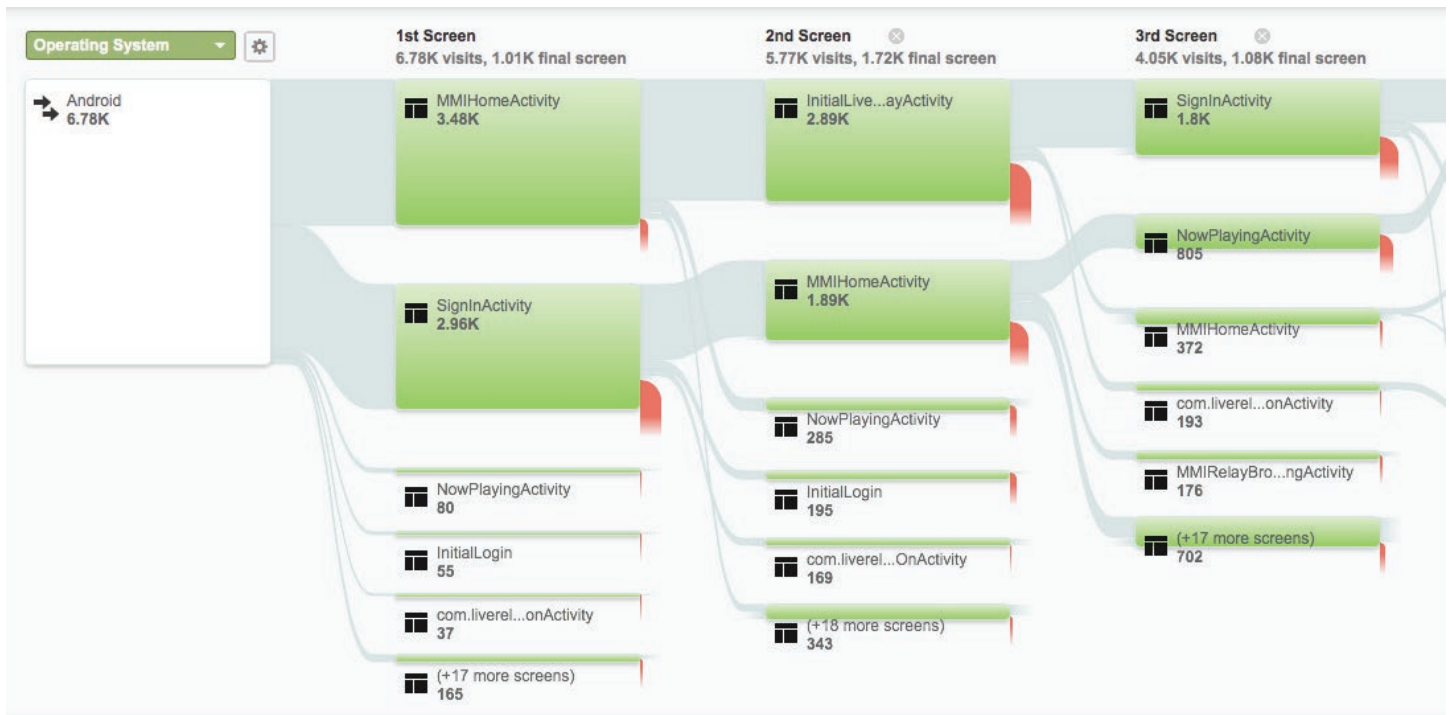 Operating System
Android
6.78K
1st Screen
6.78K visits, 1.01K final screen
MMIHomeActivity
3.48K
SignInActivity
2.96K
NowPlayingActivity
80
InitialLogin
55
com.liverel...onActivity
37
(+17 more screens)
165
2nd Screen
5.77K visits, 1.72K final screen
InitialLive...ayActivity
2.89K
MMIHomeActivity
1.89K
NowPlayingActivity
285
InitialLogin
195
com.liverel...OnActivity
169
(+18 more screens)
343
3rd Screen
4.05K visits, 1.08K final screen
SignInActivity
1.8K
NowPlayingActivity
805
MMIHomeActivity
372
com.liverel...onActivity
193
MMIRelayBro...ngActivity
176
(+17 more screens)
702